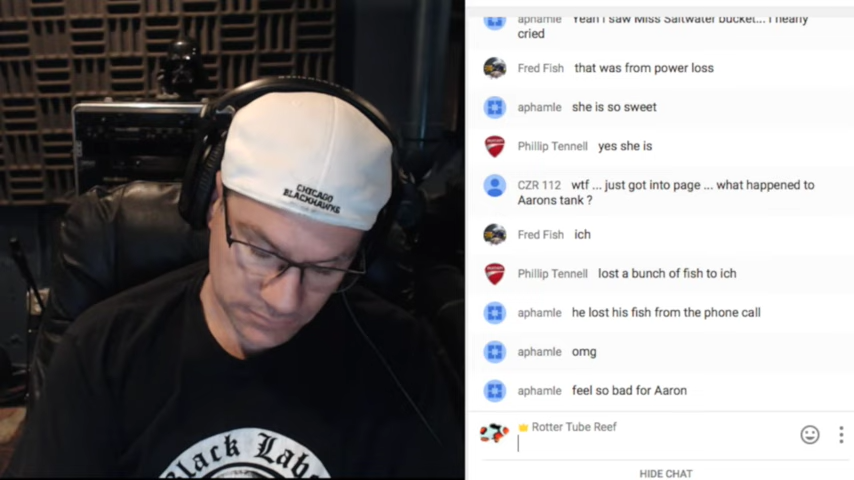 CHICAGO
BLACKHAWKS
Black Labe
aphamle Yeah I saw Miss Saltwater bucket... I nearly
cried
Fred Fish that was from power loss
aphamle she is so sweet
Phillip Tennell yes she is
CZR 112 wtf ... just got into page ... what happened to
Aarons tank ?
Fred Fish ich
Phillip Tennell lost a bunch of fish to ich
aphamle he lost his fish from the phone call
aphamle omg
aphamle feel so bad for Aaron
Rotter Tube Reef
HIDE CHAT